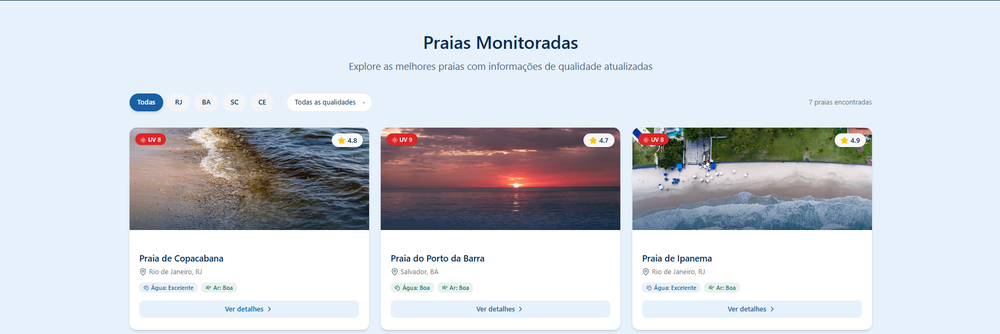 Praias Monitoradas
Explore as melhores praias com informações de qualidade atualizadas
Todas RJ BA SC CE Todas as qualidades 7 praias encontradas
UV 8 4.8 UV 9 4.7 UV 8 4.9
Praia de Copacabana
Rio de Janeiro, RJ
Água: Excelente Ar: Boa
Ver detalhes
Praia do Porto da Barra
Salvador, BA
Água: Boa Ar: Boa
Ver detalhes
Praia de Ipanema
Rio de Janeiro, RJ
Água: Excelente Ar: Boa
Ver detalhes